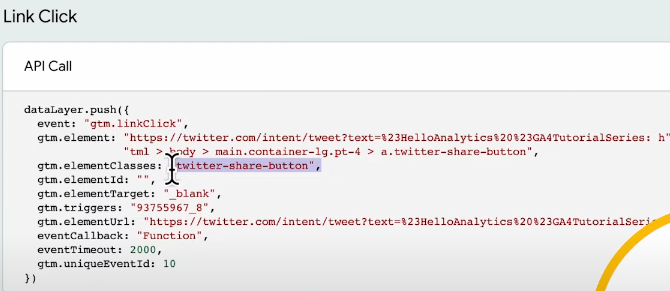 Link Click
API Call
dataLayer.push({
event: "gtm.linkClick",
gtm.element: "https://twitter.com/intent/tweet?text=%23HelloAnalytics%20%23GA4TutorialSeries: h"
"tml > body > main.container-lg.pt-4 > a.twitter-share-button",
gtm.elementClasses: "twitter-share-button",
gtm.elementId: "",
gtm.elementTarget: "_blank",
gtm.triggers: "93755967_8",
gtm.elementUrl: "https://twitter.com/intent/tweet?text=%23HelloAnalytics%20%23GA4TutorialSerie
eventCallback: "Function",
eventTimeout: 2000,
gtm.uniqueEventId: 10
})